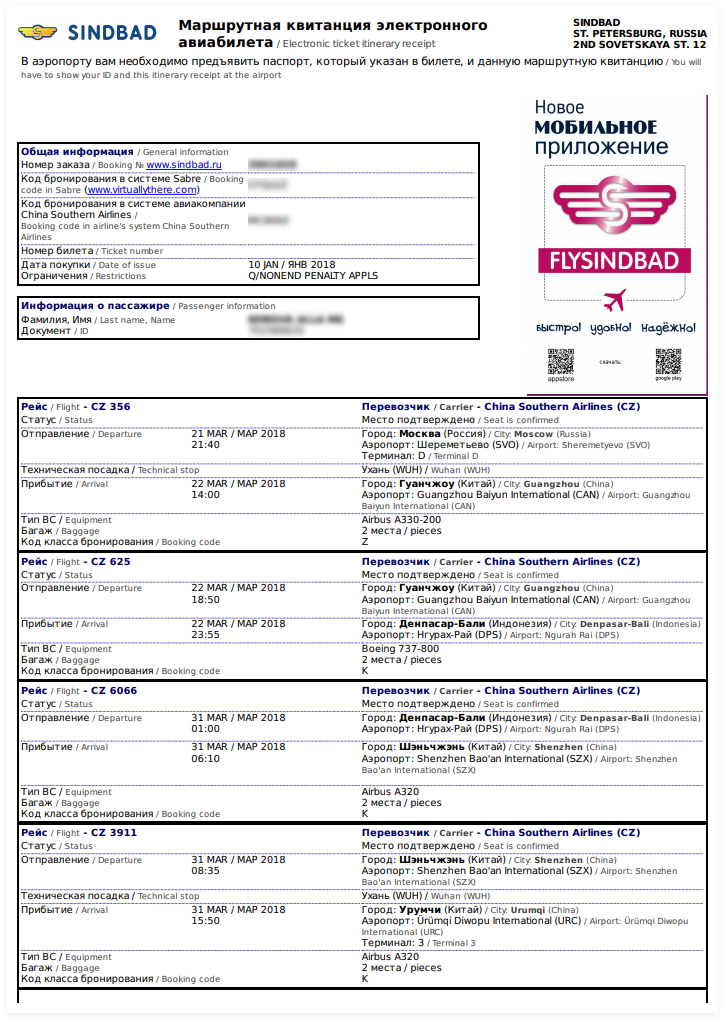 SINDBAD
Маршрутная квитанция электронного
авиабилета / Electronic ticket itinerary receipt
SINDBAD
ST. PETERSBURG, RUSSIA
2ND SOVETSKAYA ST. 12
В аэропорту вам необходимо предъявить паспорт, который указан в билете, и данную маршрутную квитанцию / You will
have to show your ID and this itinerary receipt at the airport
Новое
МОБИЛЬНОЕ
приложение
FLYSINDBAD
быстро! удобно! надёжно!
скачать:
appstore
google play
Общая информация / General information
Номер заказа / Booking № www.sindbad.ru
Код бронирования в системе Sabre / Booking
code in Sabre (www.virtuallythere.com)
Код бронирования в системе авиакомпании
China Southern Airlines /
Booking code in airline's system China Southern
Airlines
Номер билета / Ticket number
Дата покупки / Date of issue 10 JAN / ЯНВ 2018
Ограничения / Restrictions Q/NONEND PENALTY APPLS
Информация о пассажире / Passenger information
Фамилия, Имя / Last name, Name
Документ / ID
Рейс / Flight - CZ 356 Перевозчик / Carrier - China Southern Airlines (CZ)
Статус / Status Место подтверждено / Seat is confirmed
Отправление / Departure 21 MAR / МАР 2018 Город: Москва (Россия) / City: Moscow (Russia)
21:40 Аэропорт: Шереметьево (SVO) / Airport: Sheremetyevo (SVO)
Терминал: D / Terminal D
Техническая посадка / Technical stop Ухань (WUH) / Wuhan (WUH)
Прибытие / Arrival 22 MAR / МАР 2018 Город: Гуанчжоу (Китай) / City: Guangzhou (China)
14:00 Аэропорт: Guangzhou Baiyun International (CAN) / Airport: Guangzhou
Baiyun International (CAN)
Тип ВС / Equipment Airbus A330-200
Багаж / Baggage 2 места / pieces
Код класса бронирования / Booking code Z
Рейс / Flight - CZ 625 Перевозчик / Carrier - China Southern Airlines (CZ)
Статус / Status Место подтверждено / Seat is confirmed
Отправление / Departure 22 MAR / МАР 2018 Город: Гуанчжоу (Китай) / City: Guangzhou (China)
18:50 Аэропорт: Guangzhou Baiyun International (CAN) / Airport: Guangzhou
Baiyun International (CAN)
Прибытие / Arrival 22 MAR / МАР 2018 Город: Денпасар-Бали (Индонезия) / City: Denpasar-Bali (Indonesia)
23:55 Аэропорт: Нгурах-Рай (DPS) / Airport: Ngurah Rai (DPS)
Тип ВС / Equipment Boeing 737-800
Багаж / Baggage 2 места / pieces
Код класса бронирования / Booking code K
Рейс / Flight - CZ 6066 Перевозчик / Carrier - China Southern Airlines (CZ)
Статус / Status Место подтверждено / Seat is confirmed
Отправление / Departure 31 MAR / МАР 2018 Город: Денпасар-Бали (Индонезия) / City: Denpasar-Bali (Indonesia)
01:00 Аэропорт: Нгурах-Рай (DPS) / Airport: Ngurah Rai (DPS)
Прибытие / Arrival 31 MAR / МАР 2018 Город: Шэньчжэнь (Китай) / City: Shenzhen (China)
06:10 Аэропорт: Shenzhen Bao'an International (SZX) / Airport: Shenzhen
Bao'an International (SZX)
Тип ВС / Equipment Airbus A320
Багаж / Baggage 2 места / pieces
Код класса бронирования / Booking code K
Рейс / Flight - CZ 3911 Перевозчик / Carrier - China Southern Airlines (CZ)
Статус / Status Место подтверждено / Seat is confirmed
Отправление / Departure 31 MAR / МАР 2018 Город: Шэньчжэнь (Китай) / City: Shenzhen (China)
08:35 Аэропорт: Shenzhen Bao'an International (SZX) / Airport: Shenzhen
Bao'an International (SZX)
Техническая посадка / Technical stop Ухань (WUH) / Wuhan (WUH)
Прибытие / Arrival 31 MAR / МАР 2018 Город: Урумчи (Китай) / City: Urumqi (China)
15:50 Аэропорт: Ürümqi Diwopu International (URC) / Airport: Ürümqi Diwopu
International (URC)
Терминал: 3 / Terminal 3
Тип ВС / Equipment Airbus A320
Багаж / Baggage 2 места / pieces
Код класса бронирования / Booking code K